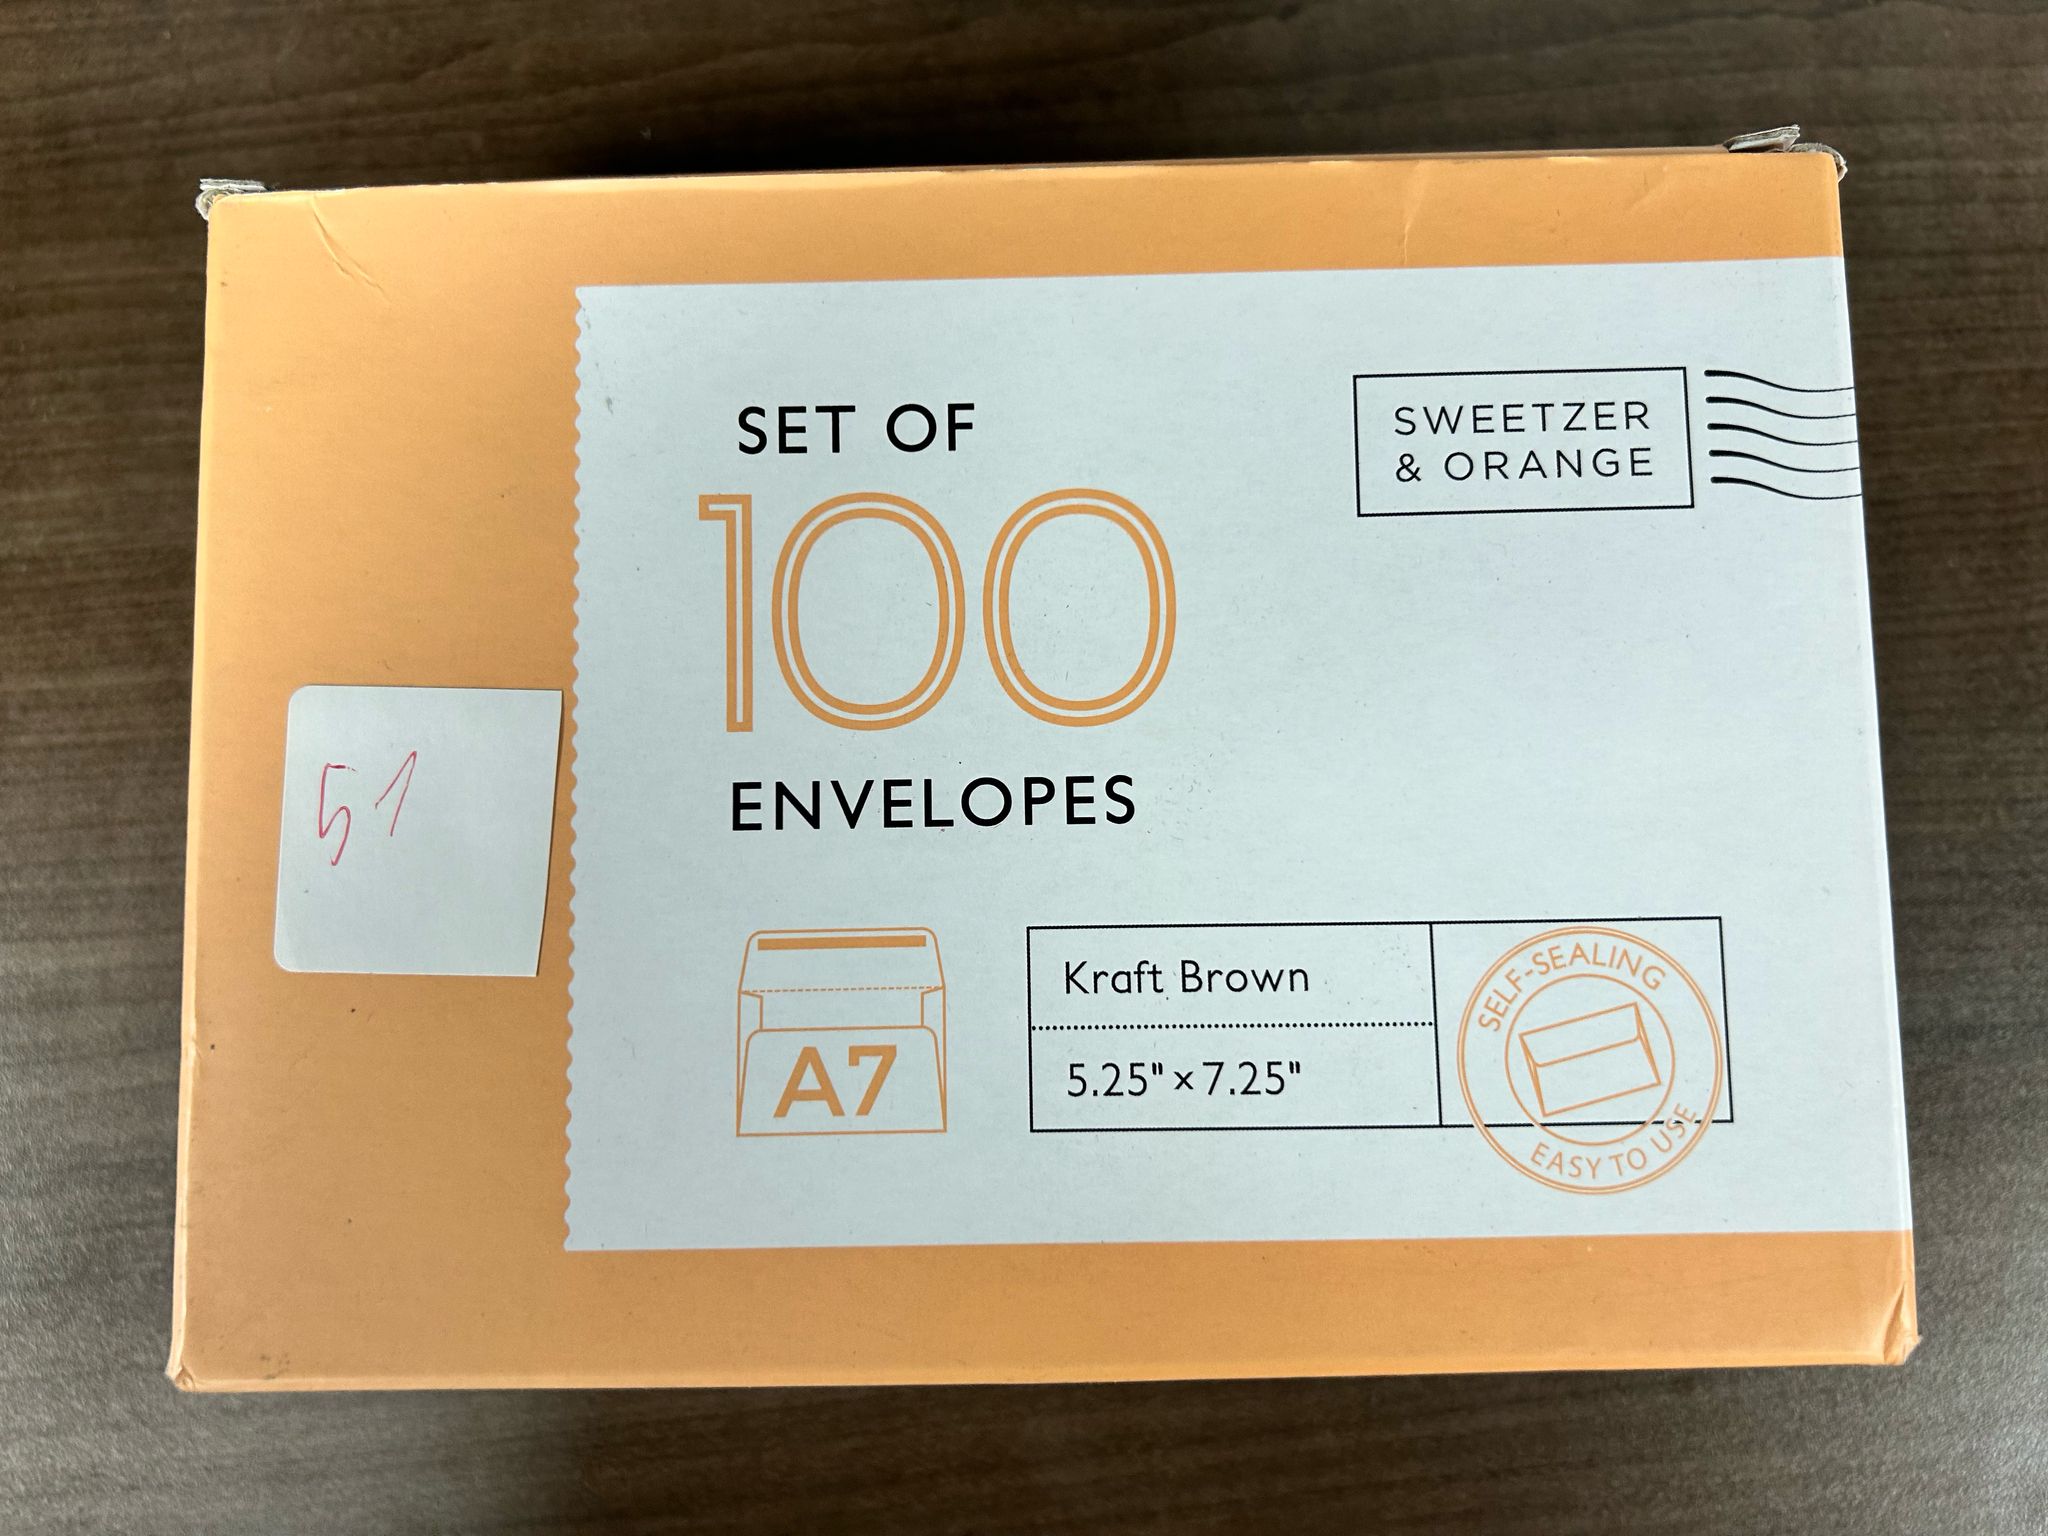 SET OF
100
ENVELOPES
SWEETZER
& ORANGE
51
A7
Kraft Brown
5.25" × 7.25"
SELF-SEALING
EASY TO USE